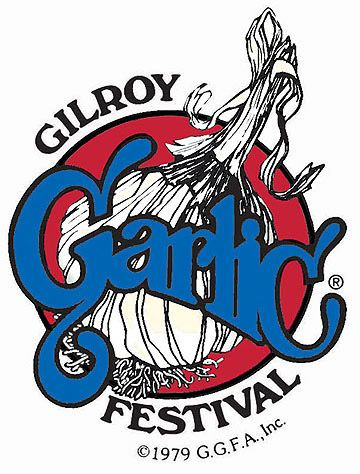 GILROY
Garlic®
FESTIVAL
©1979 G.G.F.A., Inc.